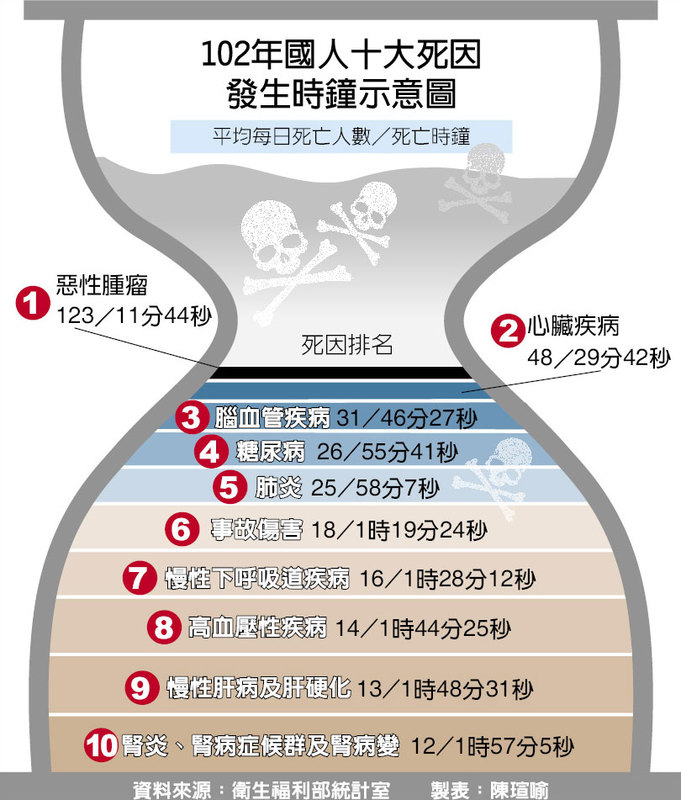 102年國人十大死因
發生時鐘示意圖
平均每日死亡人數／死亡時鐘
1 惡性腫瘤
123／11分44秒
死因排名
2 心臟疾病
48／29分42秒
3 腦血管疾病 31／46分27秒
4 糖尿病 26／55分41秒
5 肺炎 25／58分7秒
6 事故傷害 18／1時19分24秒
7 慢性下呼吸道疾病 16／1時28分12秒
8 高血壓性疾病 14／1時44分25秒
9 慢性肝病及肝硬化 13／1時48分31秒
10 腎炎、腎病症候群及腎病變 12／1時57分5秒
資料來源：衛生福利部統計室 製表：陳瑄喻